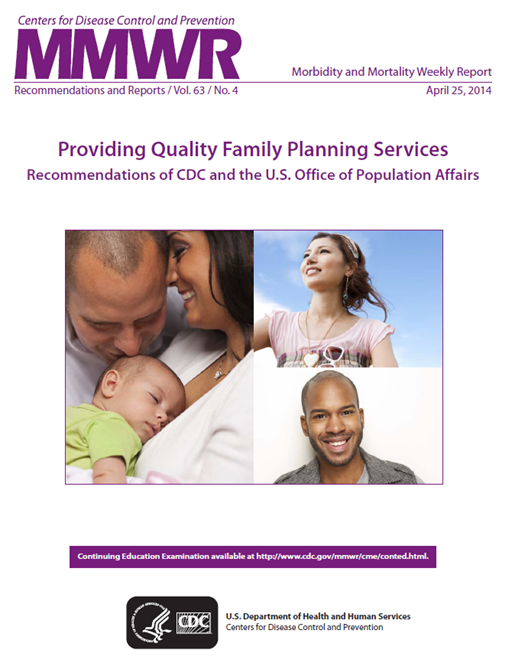 Centers for Disease Control and Prevention
MMWR
Morbidity and Mortality Weekly Report
Recommendations and Reports / Vol. 63 / No. 4
April 25, 2014
Providing Quality Family Planning Services
Recommendations of CDC and the U.S. Office of Population Affairs
Continuing Education Examination available at http://www.cdc.gov/mmwr/cme/conted.html.
CDC
U.S. Department of Health and Human Services
Centers for Disease Control and Prevention